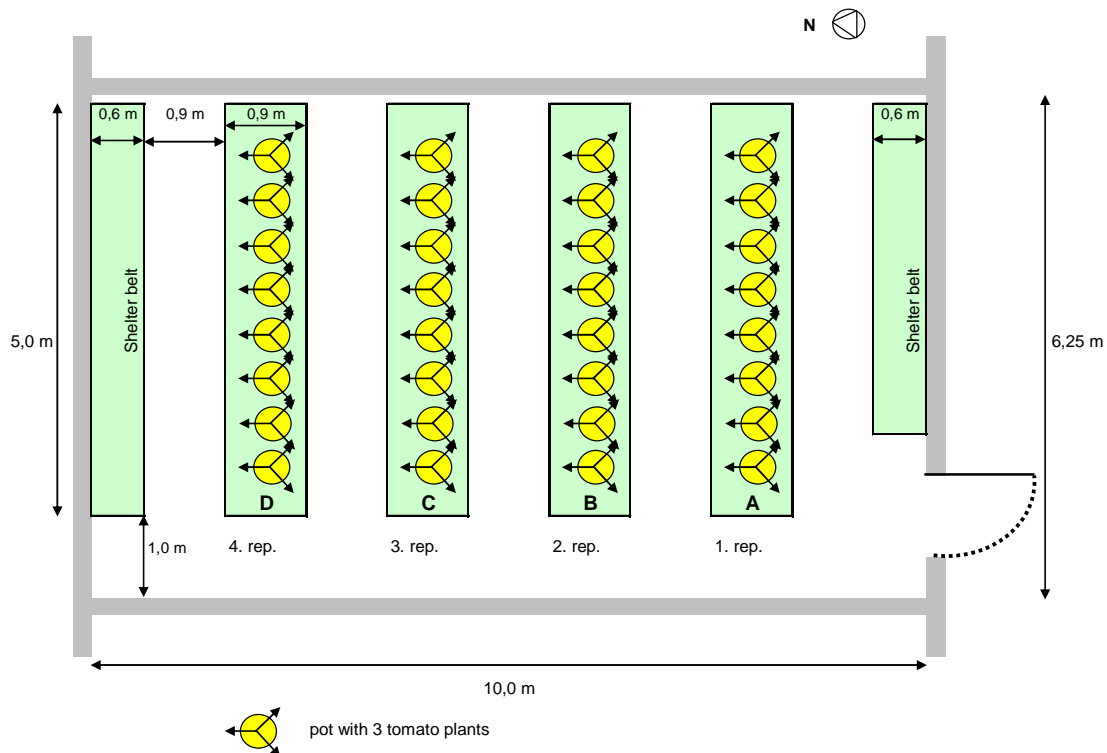 N
0,6 m
0,9 m
0,9 m
0,6 m
Shelter belt
Shelter belt
5,0 m
6,25 m
D
C
B
A
1,0 m
4. rep.
3. rep.
2. rep.
1. rep.
10,0 m
pot with 3 tomato plants